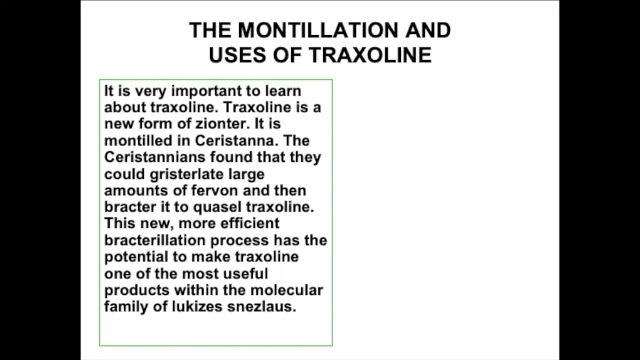 THE MONTILLATION AND
USES OF TRAXOLINE
It is very important to learn
about traxoline. Traxoline is a
new form of zionter. It is
montilled in Ceristanna. The
Ceristannians found that they
could gristerlate large
amounts of fervon and then
bracter it to quasel traxoline.
This new, more efficient
bracterillation process has the
potential to make traxoline
one of the most useful
products within the molecular
family of lukizes snezlaus.